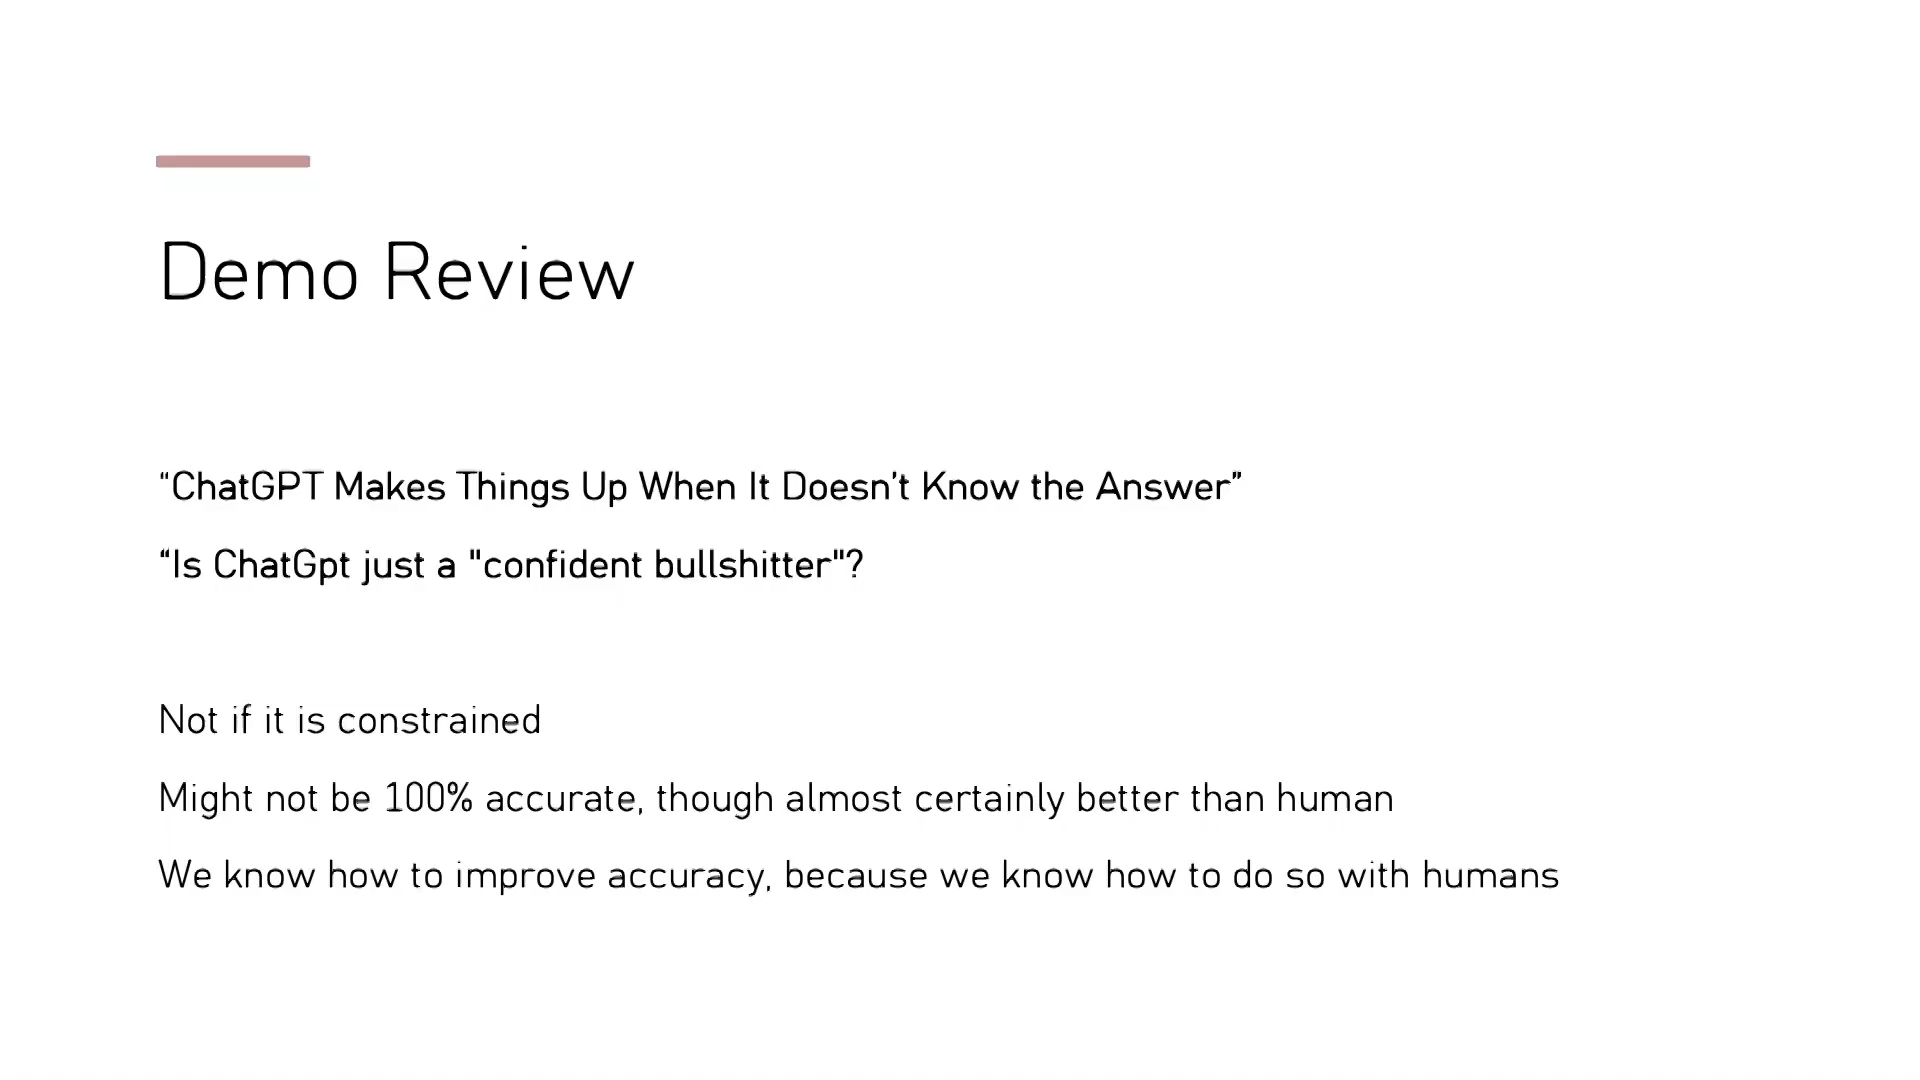 Demo Review
“ChatGPT Makes Things Up When It Doesn't Know the Answer”
“Is ChatGpt just a "confident bullshitter"?
Not if it is constrained
Might not be 100% accurate, though almost certainly better than human
We know how to improve accuracy, because we know how to do so with humans